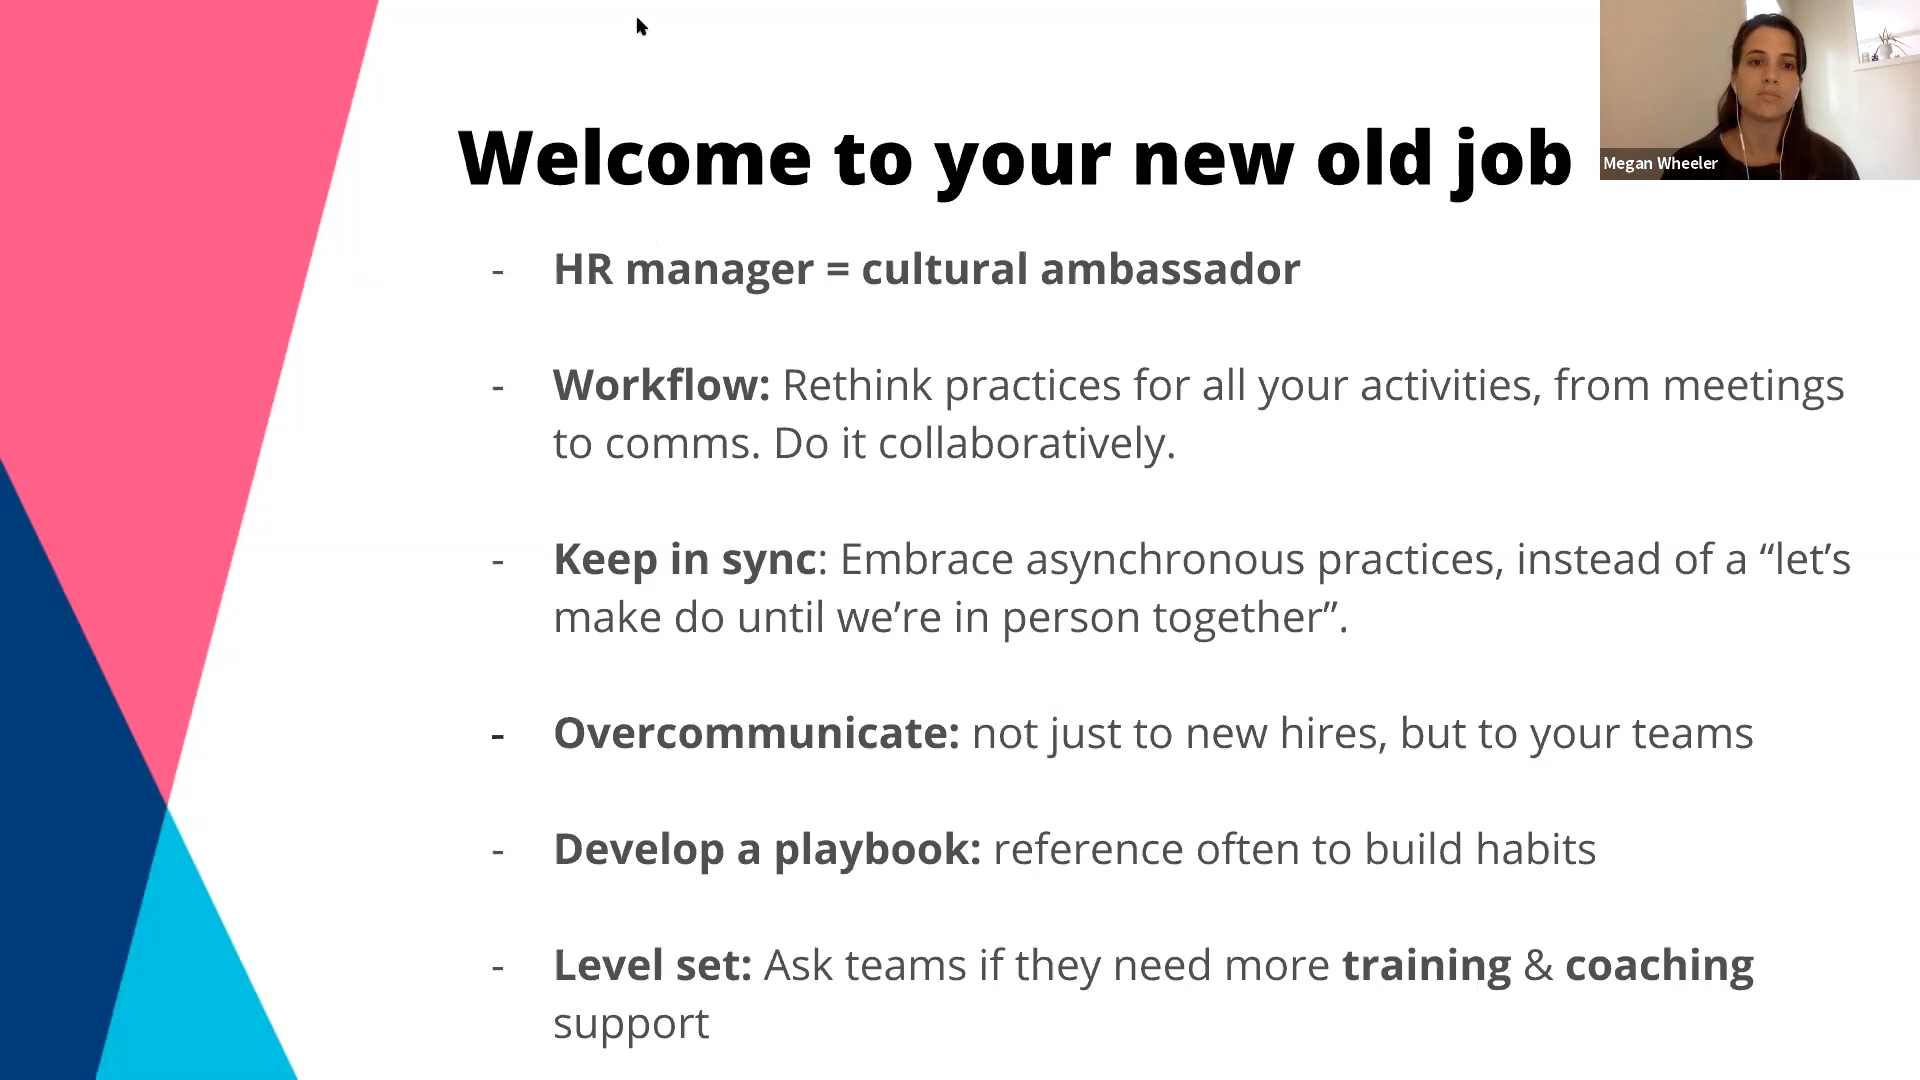 Welcome to your new old job
Megan Wheeler
- HR manager = cultural ambassador
- Workflow: Rethink practices for all your activities, from meetings
to comms. Do it collaboratively.
- Keep in sync: Embrace asynchronous practices, instead of a “let’s
make do until we’re in person together”.
- Overcommunicate: not just to new hires, but to your teams
- Develop a playbook: reference often to build habits
- Level set: Ask teams if they need more training & coaching
support